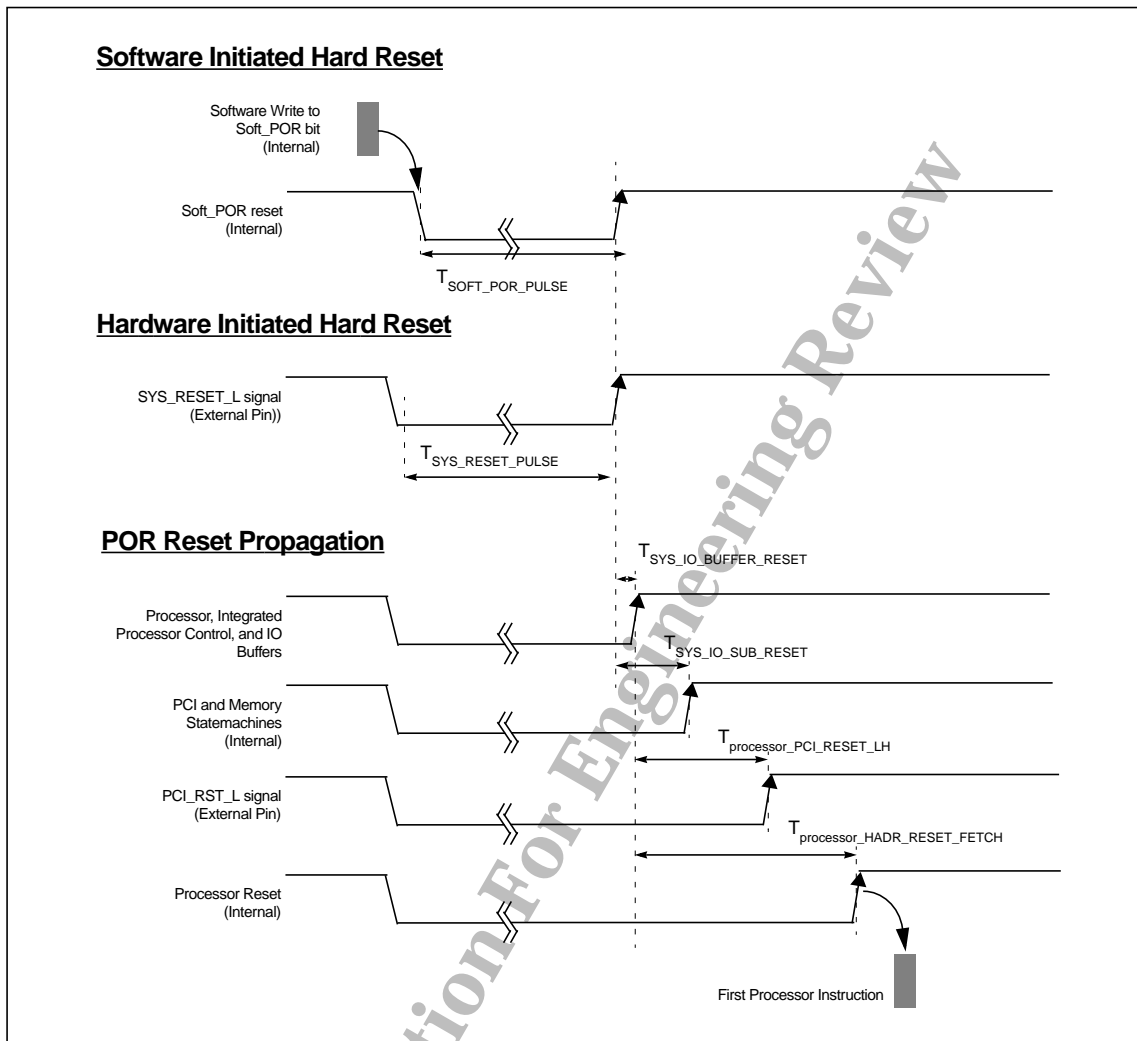 Software Initiated Hard Reset
Software Write to
Soft_POR bit
(Internal)
Soft_POR reset
(Internal)
TSOFT_POR_PULSE
Hardware Initiated Hard Reset
SYS_RESET_L signal
(External Pin))
TSYS_RESET_PULSE
POR Reset Propagation
TSYS_IO_BUFFER_RESET
Processor, Integrated
Processor Control, and IO
Buffers
TSYS_IO_SUB_RESET
PCI and Memory
Statemachines
(Internal)
Tprocessor_PCI_RESET_LH
PCI_RST_L signal
(External Pin)
Tprocessor_HADR_RESET_FETCH
Processor Reset
(Internal)
First Processor Instruction
For Engineering Review